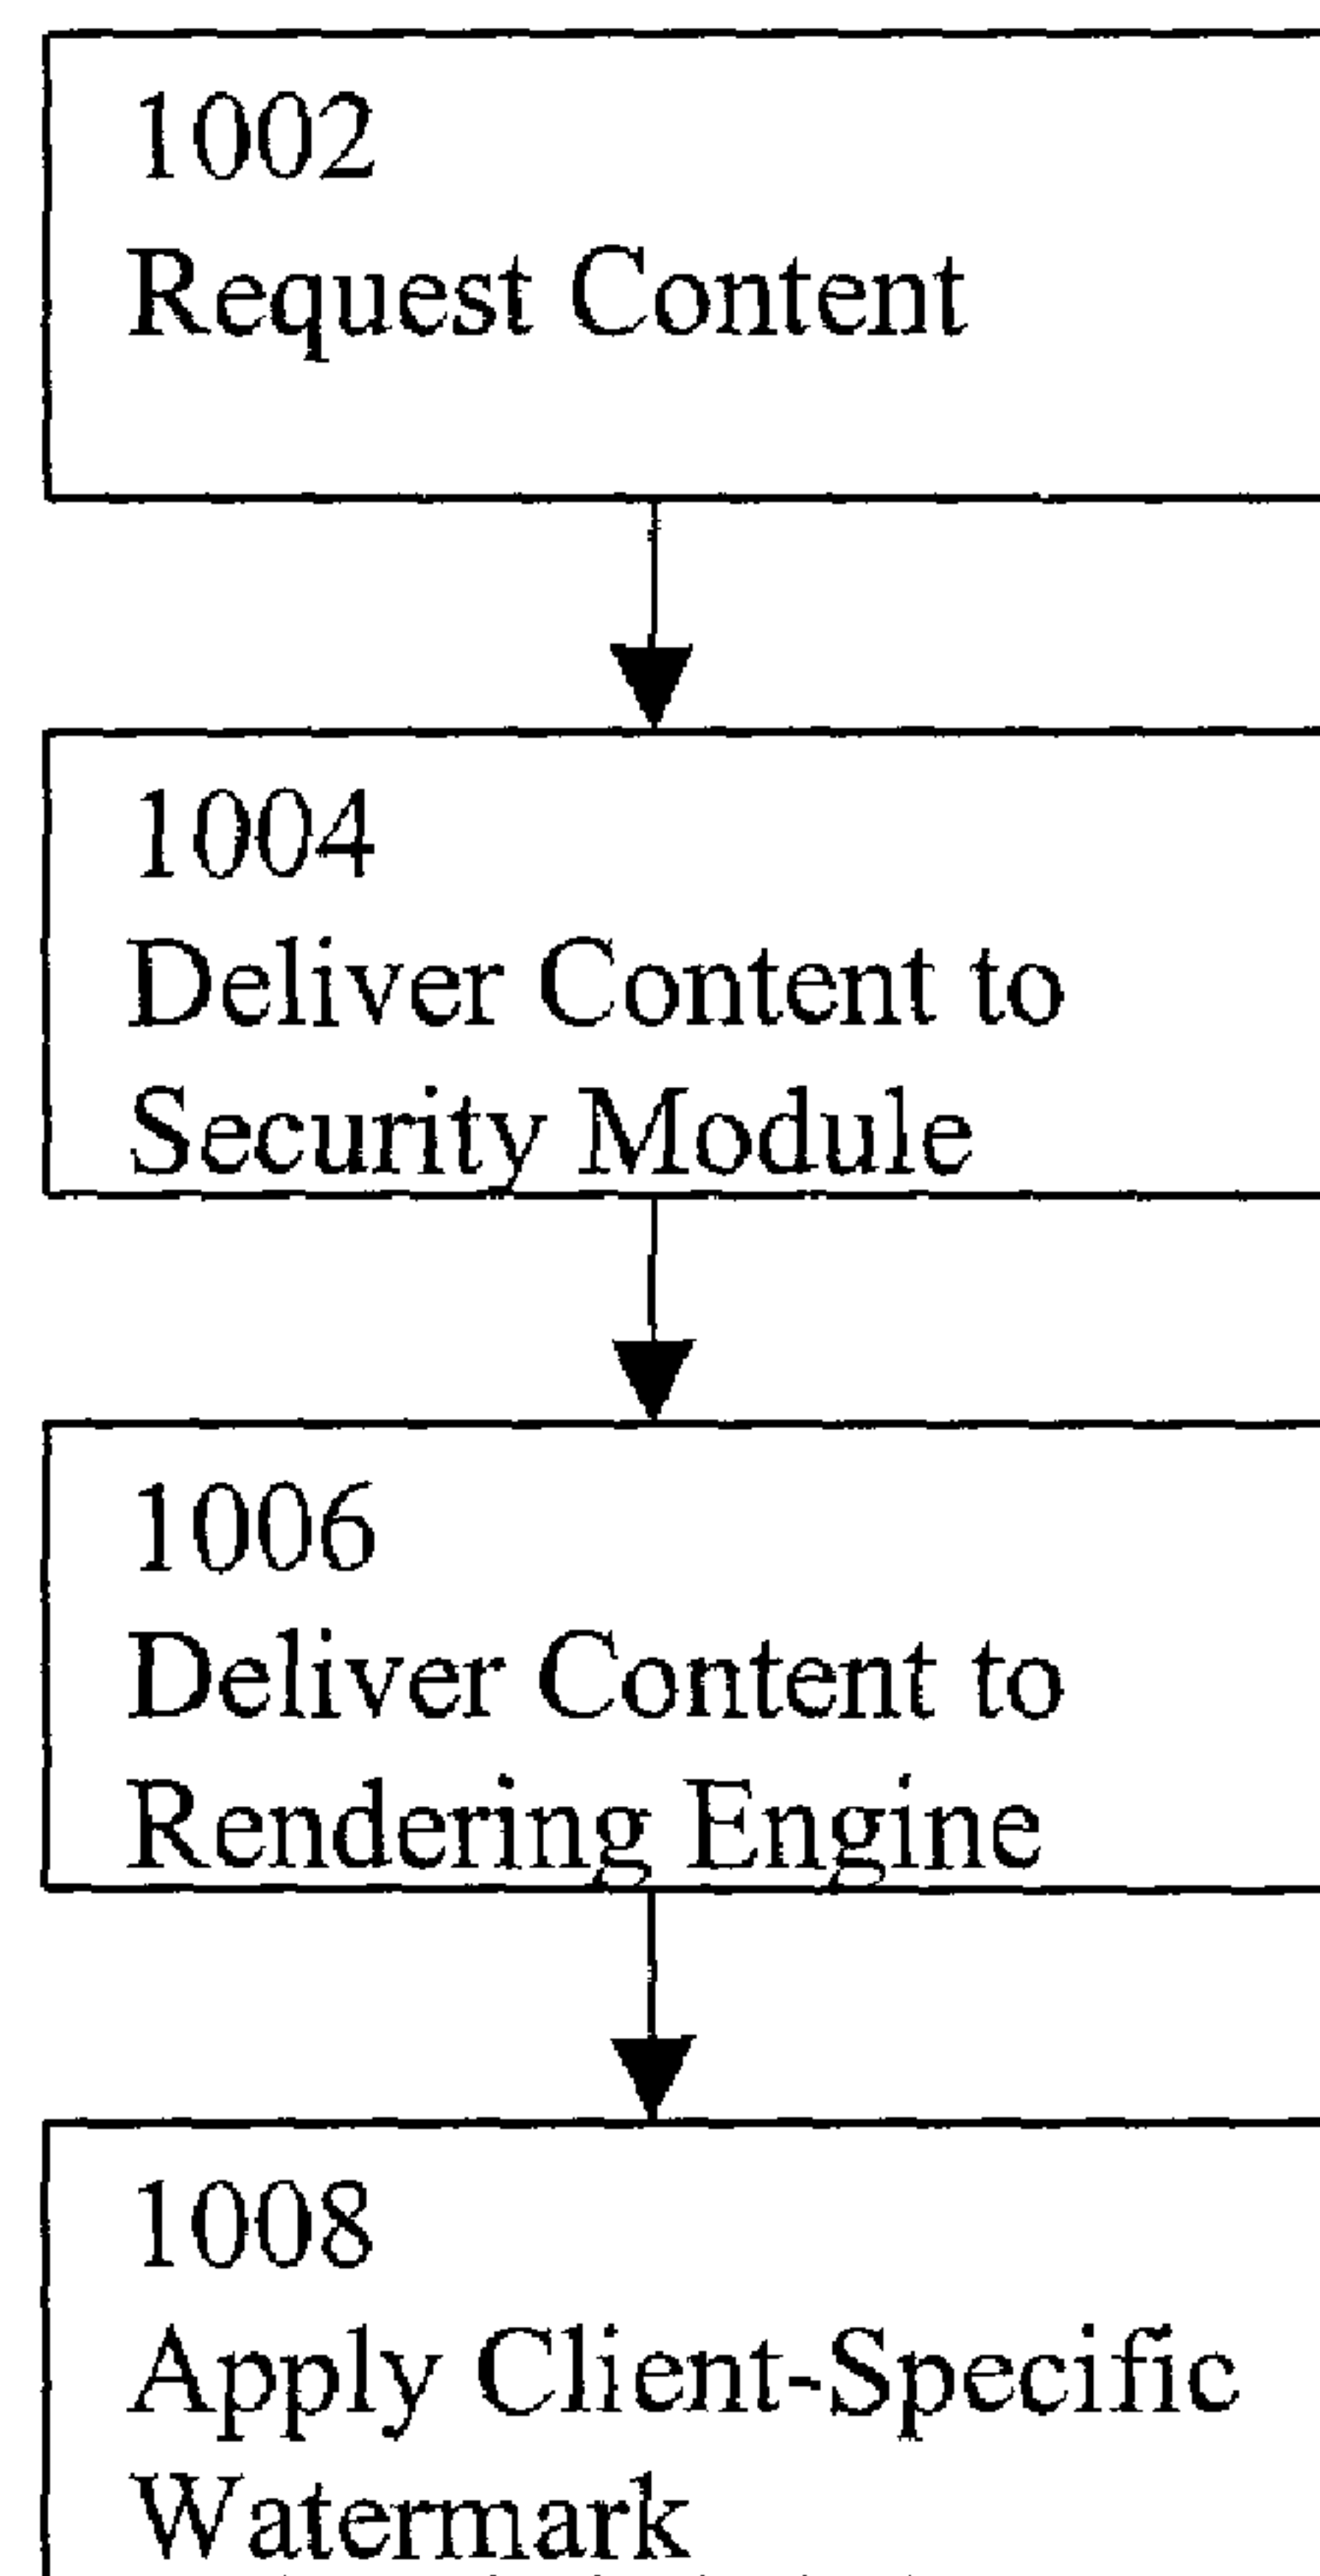 1002
Request Content
1004
Deliver Content to
Security Module
1006
Deliver Content to
Rendering Engine
1008
Apply Client-Specific
Watermark